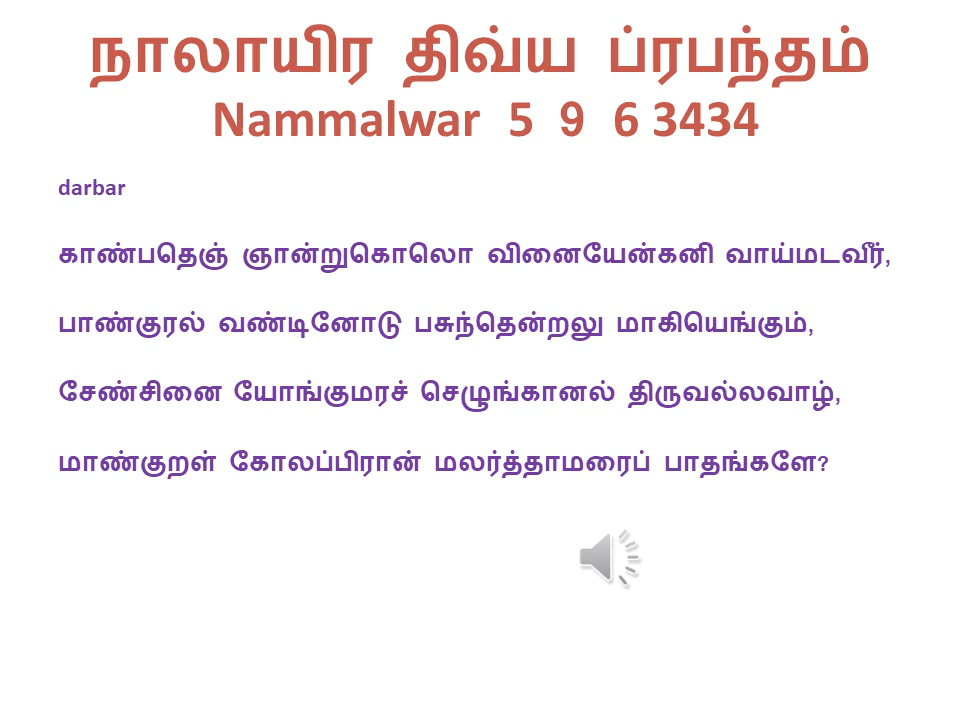 நாலாயிர திவ்ய ப்ரபந்தம்
Nammalwar 5 9 6 3434
darbar
காண்பதெஞ் ஞான்றுகொலொ வினையேன்கனி வாய்மடவீர்,
பாண்குரல் வண்டினோடு பசுந்தென்றலு மாகியெங்கும்,
சேண்சினை யோங்குமரச் செழுங்கானல் திருவல்லவாழ்,
மாண்குறள் கோலப்பிரான் மலர்த்தாமரைப் பாதங்களே?